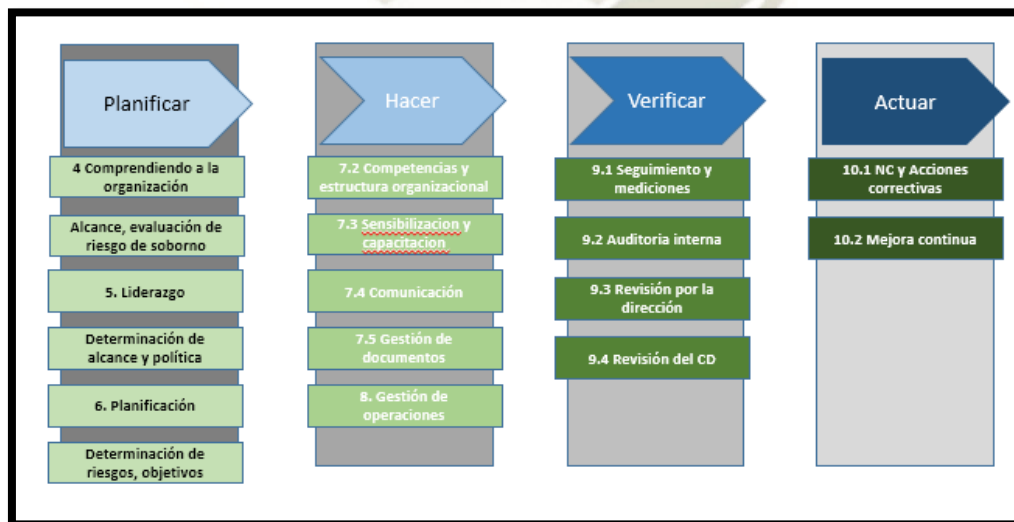 Planificar
4 Comprendiendo a la
organización
Alcance, evaluación de
riesgo de soborno
5. Liderazgo
Determinación de
alcance y política
6. Planificación
Determinación de
riesgos, objetivos
Hacer
7.2 Competencias y
estructura organizacional
7.3 Sensibilizacion y
capacitacion
7.4 Comunicación
7.5 Gestión de
documentos
8. Gestión de
operaciones
Verificar
9.1 Seguimiento y
mediciones
9.2 Auditoria interna
9.3 Revisión por la
dirección
9.4 Revisión del CD
Actuar
10.1 NC y Acciones
correctivas
10.2 Mejora continua